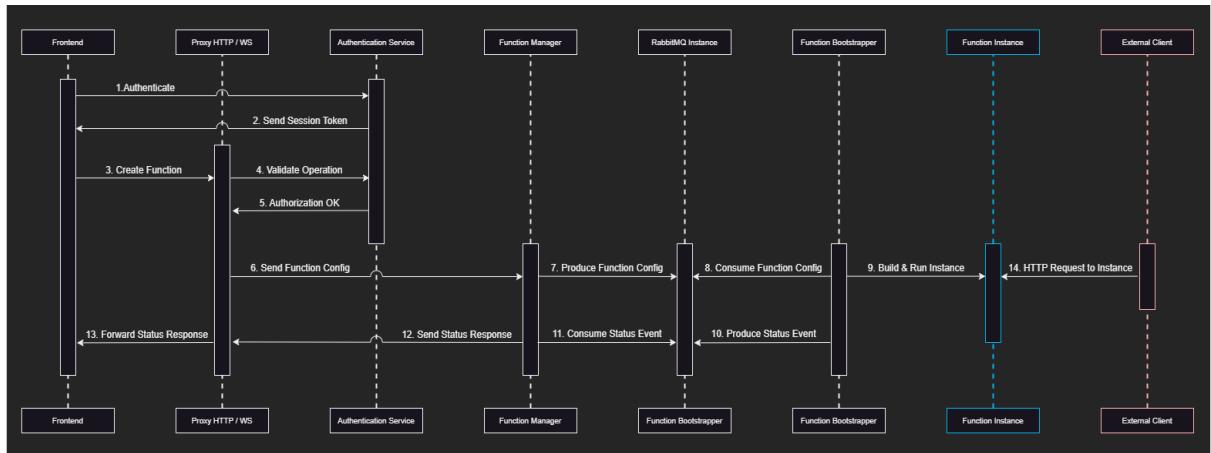 Frontend
Proxy HTTP / WS
Authentication Service
Function Manager
RabbitMQ Instance
Function Bootstrapper
Function Instance
External Client
1.Authenticate
2. Send Session Token
3. Create Function
4. Validate Operation
5. Authorization OK
6. Send Function Config
7. Produce Function Config
8. Consume Function Config
9. Build & Run Instance
14. HTTP Request to Instance
13. Forward Status Response
12. Send Status Response
11. Consume Status Event
10. Produce Status Event
Frontend
Proxy HTTP / WS
Authentication Service
Function Manager
Function Bootstrapper
Function Bootstrapper
Function Instance
External Client